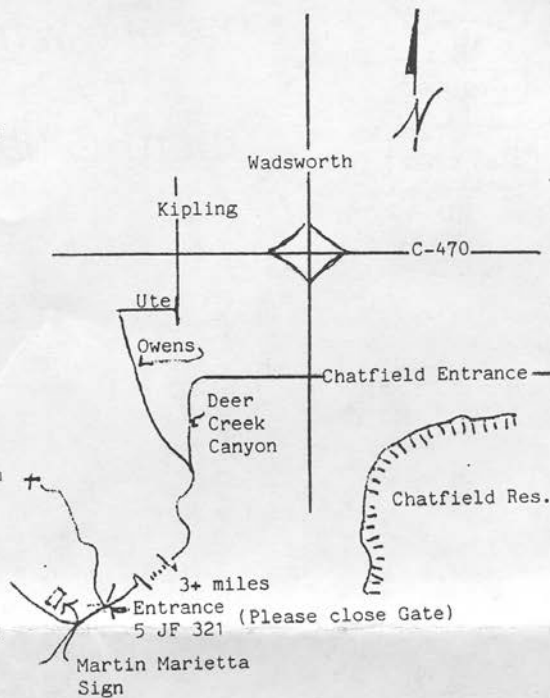 N
Wadsworth
Kipling
C-470
Ute
Owens
Chatfield Entrance
Deer
Creek
Canyon
Chatfield Res.
3+ miles
Entrance
5 JF 321
(Please close Gate)
Martin Marietta
Sign